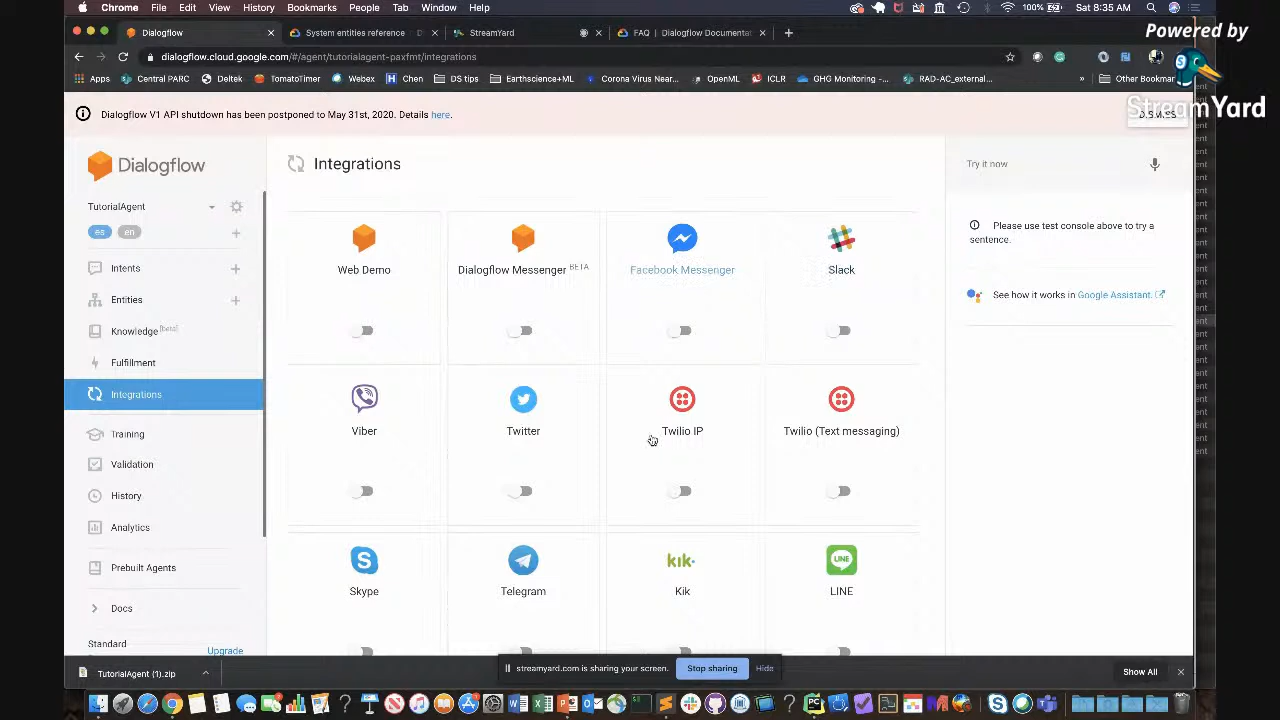 Chrome File Edit View History Bookmarks People Tab Window Help 100% Sat 8:35 AM
Powered by
StreamYard
Dialogflow System entities reference StreamYard FAQ | Dialogflow Documenta
dialogflow.cloud.google.com/#/agent/tutorialagent-paxfmt/integrations
Apps Central PARC Deltek TomatoTimer Webex Chen DS tips Earthscience+ML Corona Virus Near... OpenML ICLR GHG Monitoring -... RAD-AC_external... » Other Bookmar
Dialogflow V1 API shutdown has been postponed to May 31st, 2020. Details here.
Dialogflow
TutorialAgent
es en
Intents
Entities
Knowledge [beta]
Fulfillment
Integrations
Training
Validation
History
Analytics
Prebuilt Agents
Docs
Standard
Upgrade
Integrations
Web Demo
Dialogflow Messenger BETA
Facebook Messenger
Slack
Viber
Twitter
Twilio IP
Twilio (Text messaging)
kik.
LINE
Skype
Telegram
Kik
LINE
Try it now
Please use test console above to try a
sentence.
See how it works in Google Assistant.
TutorialAgent (1).zip
streamyard.com is sharing your screen. Stop sharing Hide
Show All